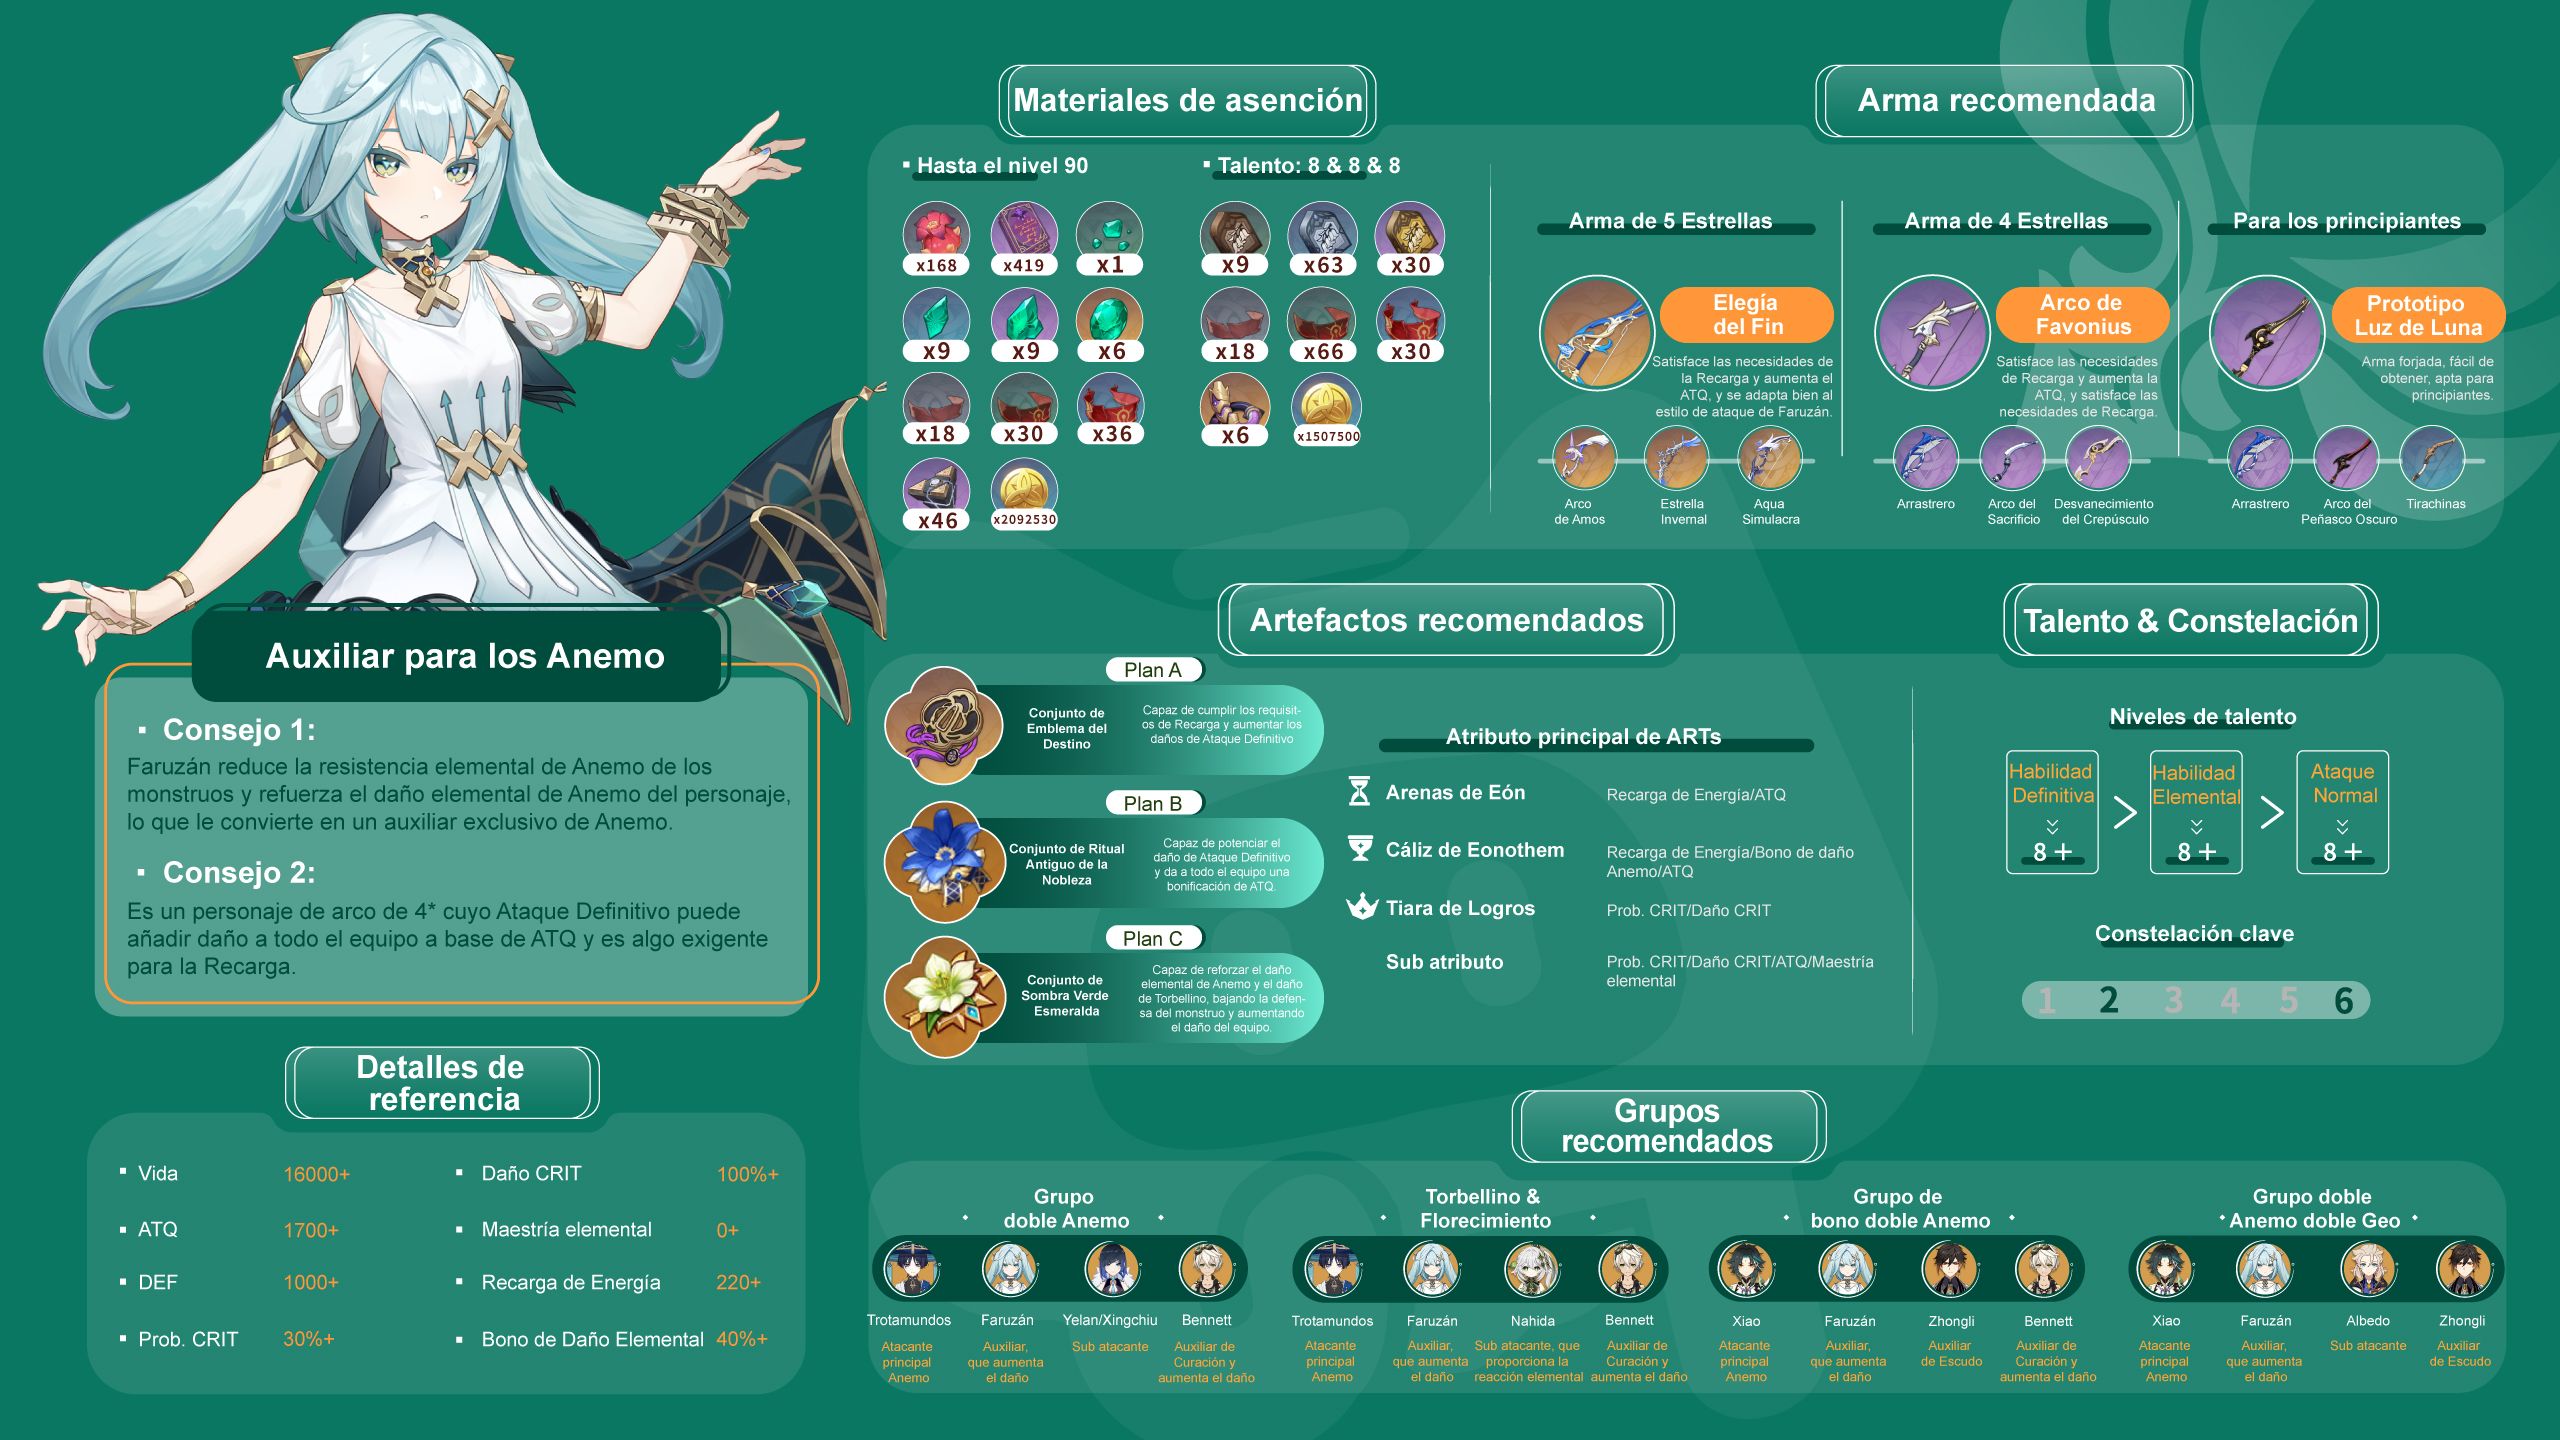 Materiales de asención
▪ Hasta el nivel 90
x168
x419
x1
x9
x9
x6
x18
x30
x36
x46
x2092530
▪ Talento: 8 & 8 & 8
x9
x63
x30
x18
x66
x30
x6
x1507500
Arma recomendada
Arma de 5 Estrellas
Elegía
del Fin
Satisface las necesidades de
la Recarga y aumenta el
ATQ, y se adapta bien al
estilo de ataque de Faruzán.
Arco
de Amos
Estrella
Invernal
Aqua
Simulacra
Arma de 4 Estrellas
Arco de
Favonius
Satisface las necesidades
de Recarga y aumenta la
ATQ, y satisface las
necesidades de Recarga.
Arrastrero
Arco del
Sacrificio
Desvanecimiento
del Crepúsculo
Para los principiantes
Prototipo
Luz de Luna
Arma forjada, fácil de
obtener, apta para
principiantes.
Arrastrero
Arco del
Peñasco Oscuro
Tirachinas
Auxiliar para los Anemo
▪ Consejo 1:
Faruzán reduce la resistencia elemental de Anemo de los
monstruos y refuerza el daño elemental de Anemo del personaje,
lo que le convierte en un auxiliar exclusivo de Anemo.
▪ Consejo 2:
Es un personaje de arco de 4* cuyo Ataque Definitivo puede
añadir daño a todo el equipo a base de ATQ y es algo exigente
para la Recarga.
Artefactos recomendados
Plan A
Conjunto de
Emblema del
Destino
Capaz de cumplir los requisit-
os de Recarga y aumentar los
daños de Ataque Definitivo
Plan B
Conjunto de Ritual
Antiguo de la
Nobleza
Capaz de potenciar el
daño de Ataque Definitivo
y da a todo el equipo una
bonificación de ATQ.
Plan C
Conjunto de
Sombra Verde
Esmeralda
Capaz de reforzar el daño
elemental de Anemo y el daño
de Torbellino, bajando la defen-
sa del monstruo y aumentando
el daño del equipo.
Atributo principal de ARTs
Arenas de Eón
Recarga de Energía/ATQ
Cáliz de Eonothem
Recarga de Energía/Bono de daño
Anemo/ATQ
Tiara de Logros
Prob. CRIT/Daño CRIT
Sub atributo
Prob. CRIT/Daño CRIT/ATQ/Maestría
elemental
Talento & Constelación
Niveles de talento
Habilidad
Definitiva
8 +
>
Habilidad
Elemental
8 +
>
Ataque
Normal
8 +
Constelación clave
1 2 3 4 5 6
Detalles de
referencia
▪ Vida 16000+
▪ Daño CRIT 100%+
▪ ATQ 1700+
▪ Maestría elemental 0+
▪ DEF 1000+
▪ Recarga de Energía 220+
▪ Prob. CRIT 30%+
▪ Bono de Daño Elemental 40%+
Grupos
recomendados
Grupo
doble Anemo
Trotamundos
Atacante
principal
Anemo
Faruzán
Auxiliar,
que aumenta
el daño
Yelan/Xingchiu
Sub atacante
Bennett
Auxiliar de
Curación y
aumenta el daño
Torbellino &
Florecimiento
Trotamundos
Atacante
principal
Anemo
Faruzán
Auxiliar,
que aumenta
el daño
Nahida
Sub atacante, que
proporciona la
reacción elemental
Bennett
Auxiliar de
Curación y
aumenta el daño
Grupo de
bono doble Anemo
Xiao
Atacante
principal
Anemo
Faruzán
Auxiliar,
que aumenta
el daño
Zhongli
Auxiliar
de Escudo
Bennett
Auxiliar de
Curación y
aumenta el daño
Grupo doble
Anemo doble Geo
Xiao
Atacante
principal
Anemo
Faruzán
Auxiliar,
que aumenta
el daño
Albedo
Sub atacante
Zhongli
Auxiliar
de Escudo